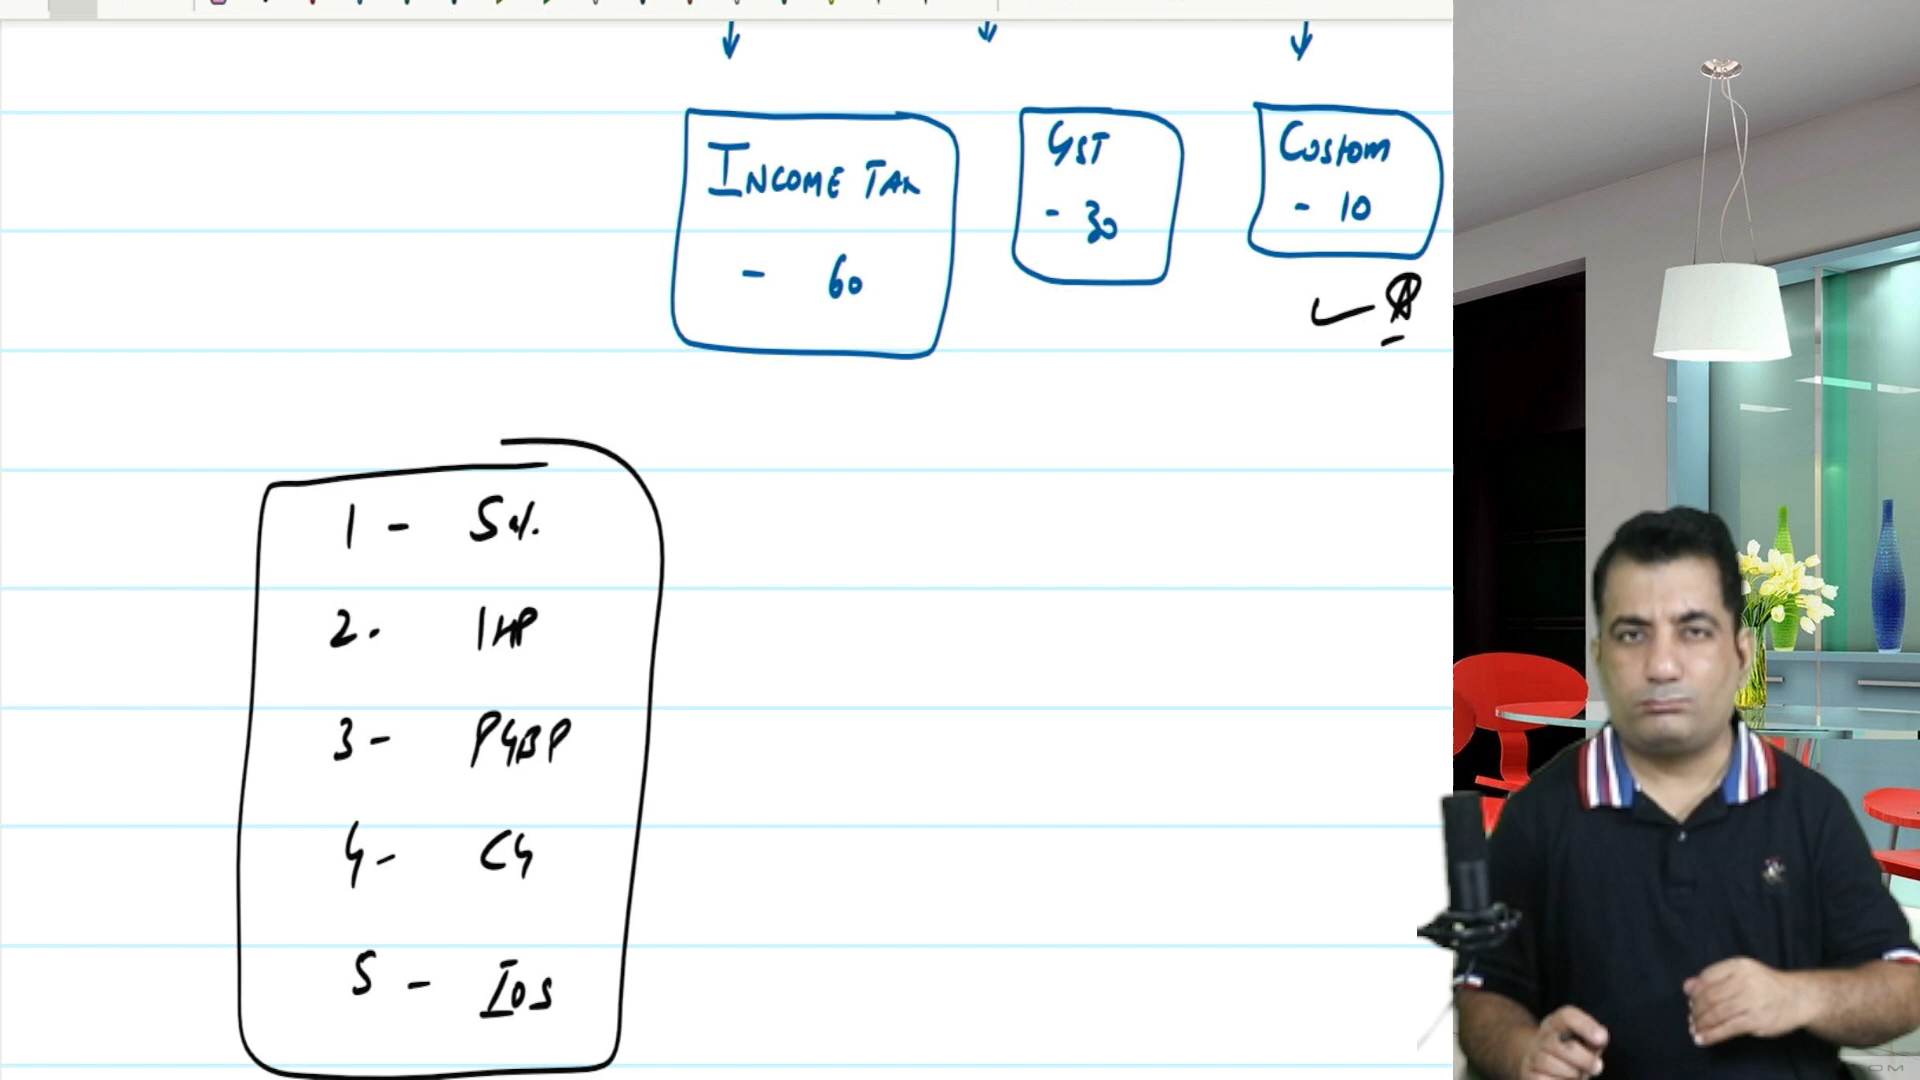 INCOME TAX
- 60
GST
- 30
Custom
- 10
1 - Sal.
2. IHP
3 - PGBP
4 - CG
5 - IOS